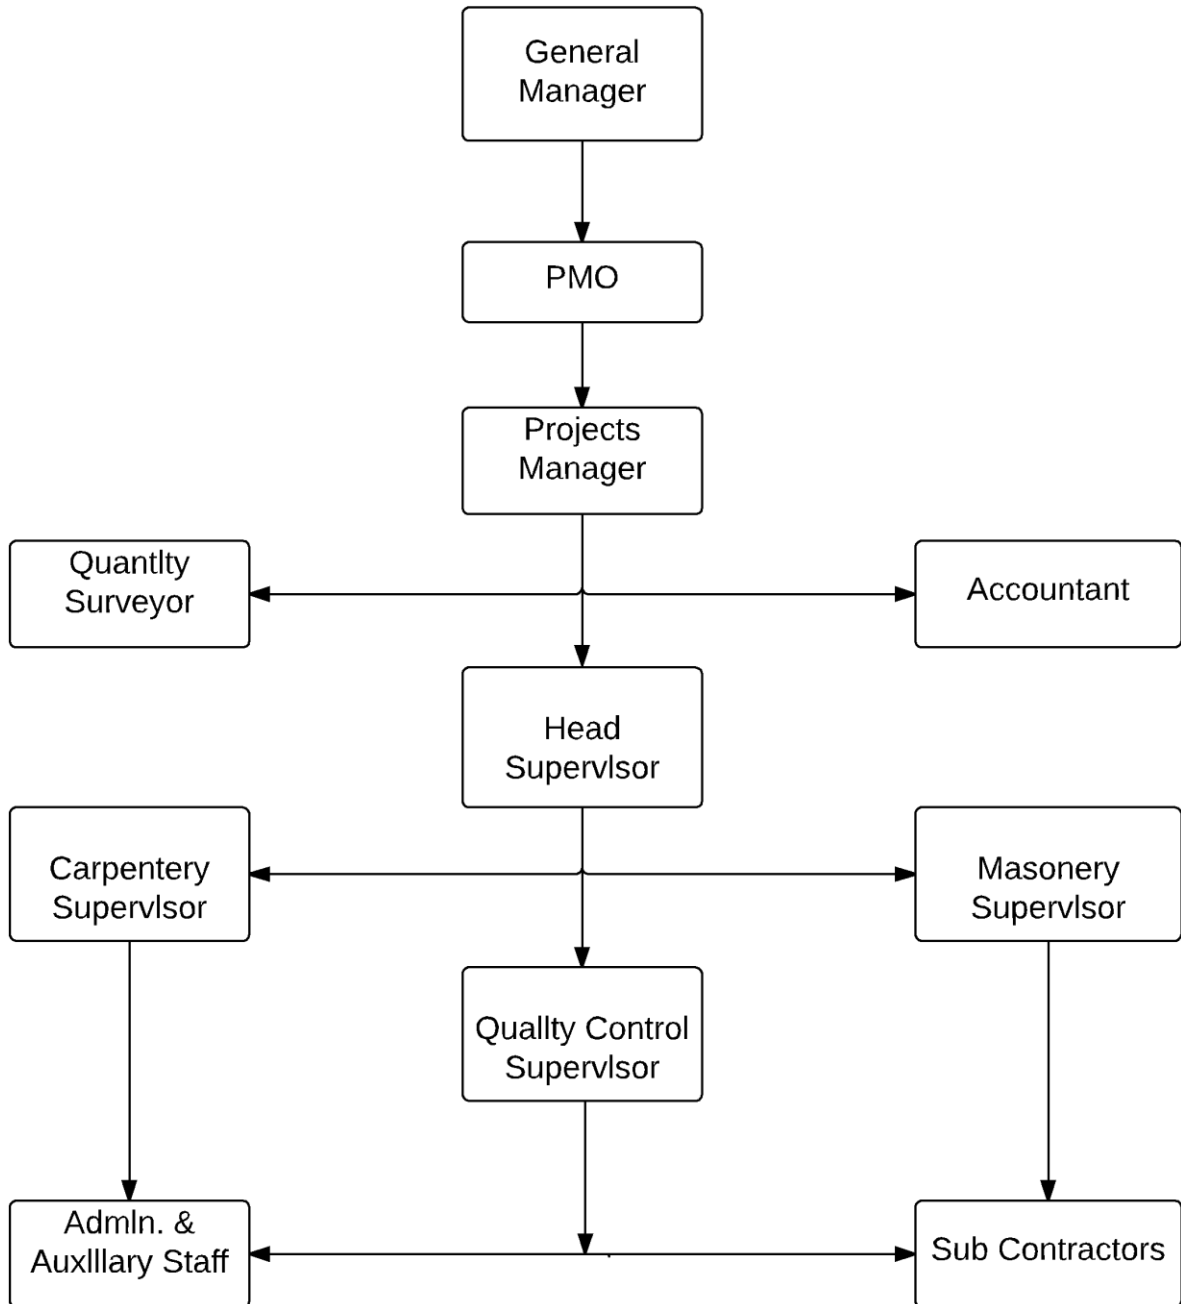 General
Manager
PMO
Projects
Manager
Quantlty
Surveyor
Accountant
Head
Supervlsor
Carpentery
Supervlsor
Masonery
Supervlsor
Quallty Control
Supervlsor
Admln. &
Auxlllary Staff
Sub Contractors